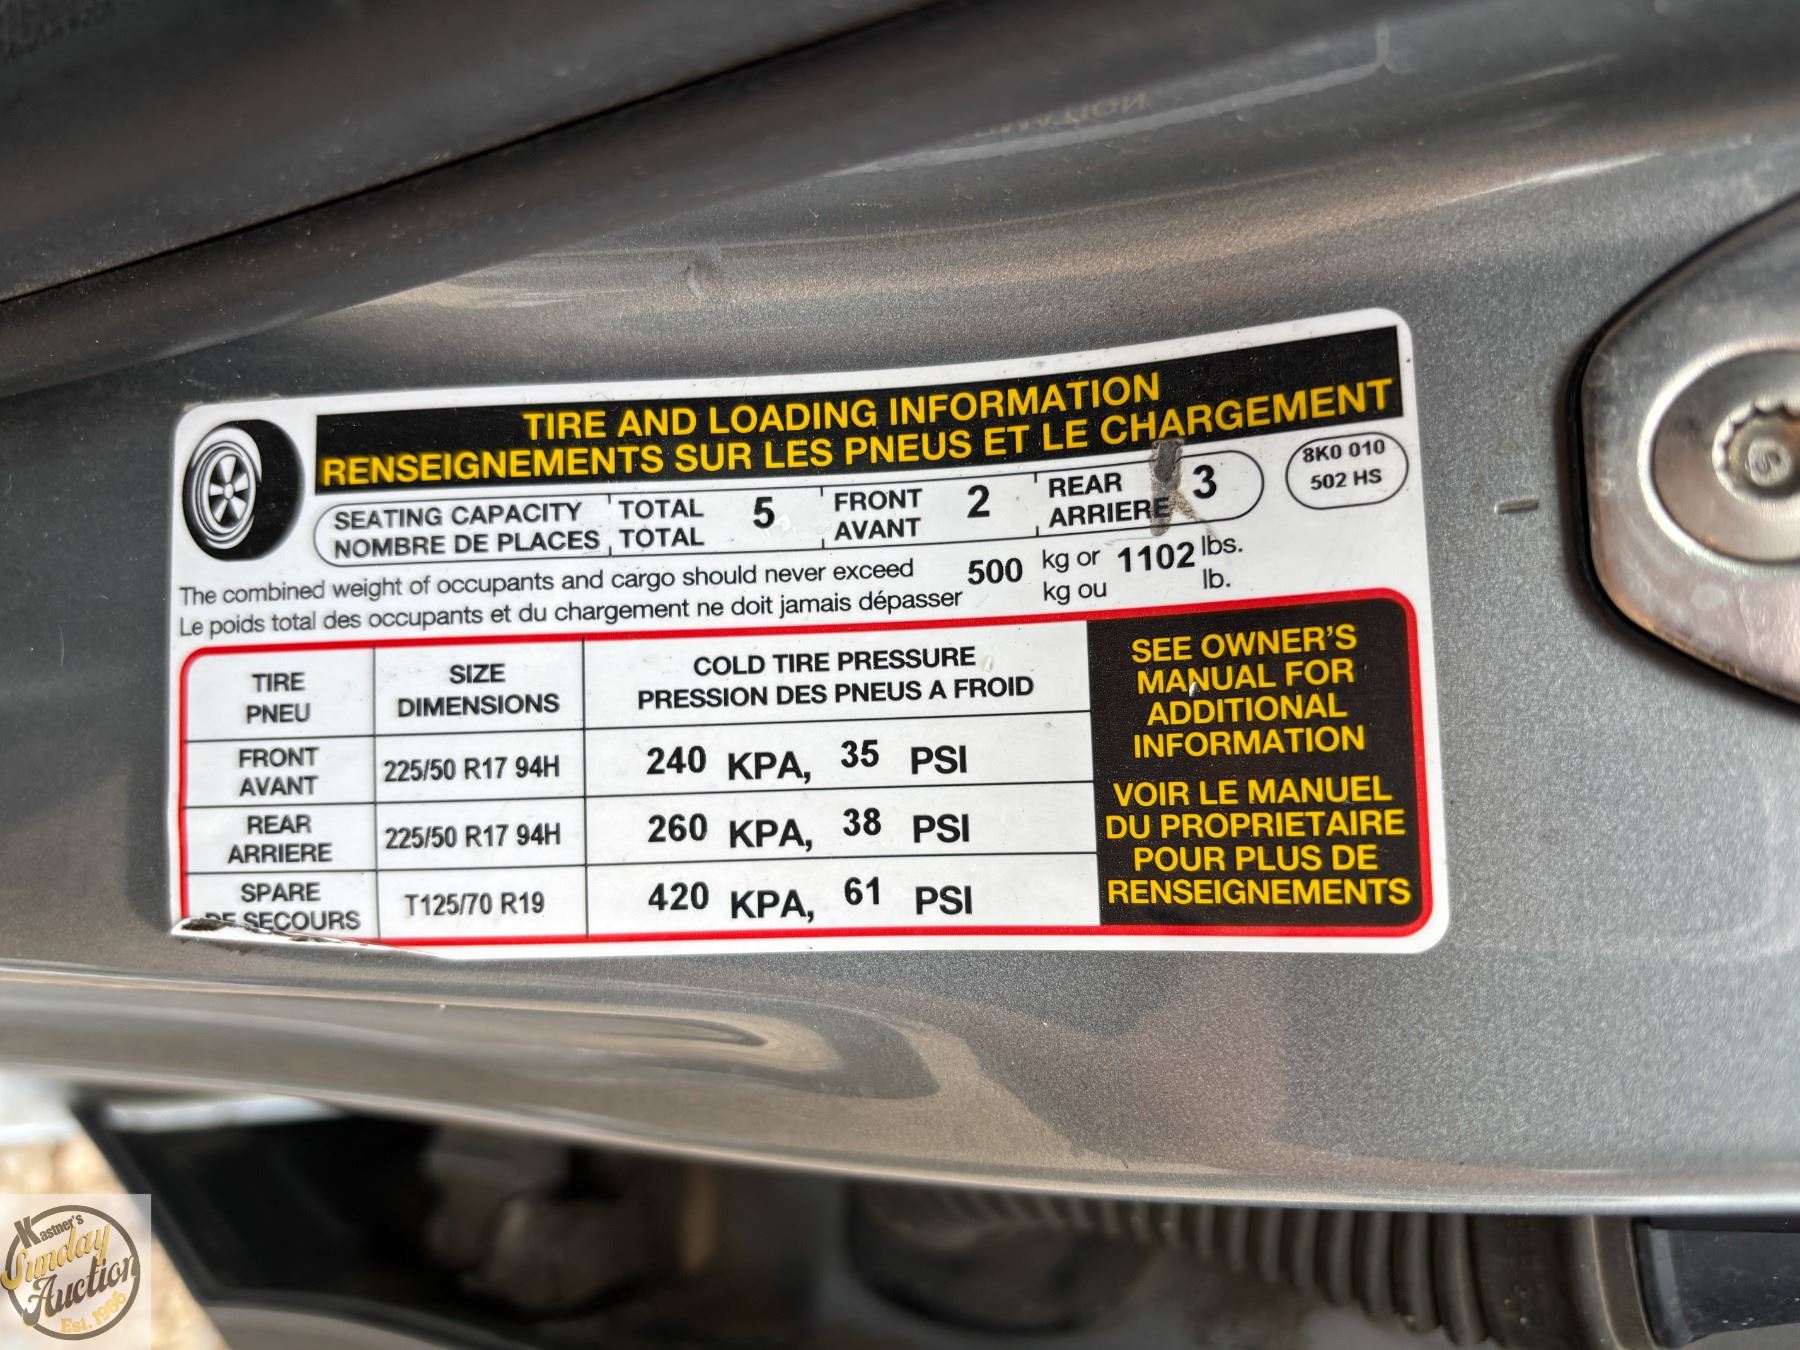 TIRE AND LOADING INFORMATION
RENSEIGNEMENTS SUR LES PNEUS ET LE CHARGEMENT
SEATING CAPACITY TOTAL 5 FRONT 2 REAR 3
NOMBRE DE PLACES TOTAL AVANT ARRIERE
8K0 010
502 HS
The combined weight of occupants and cargo should never exceed 500 kg or 1102 lbs.
Le poids total des occupants et du chargement ne doit jamais dépasser kg ou lb.
TIRE SIZE COLD TIRE PRESSURE
PNEU DIMENSIONS PRESSION DES PNEUS A FROID
FRONT
AVANT
225/50 R17 94H 240 KPA, 35 PSI
REAR
ARRIERE
225/50 R17 94H 260 KPA, 38 PSI
SPARE
DE SECOURS
T125/70 R19 420 KPA, 61 PSI
SEE OWNER'S
MANUAL FOR
ADDITIONAL
INFORMATION
VOIR LE MANUEL
DU PROPRIETAIRE
POUR PLUS DE
RENSEIGNEMENTS
Kastner's
Sunday
Auction
Est. 1986